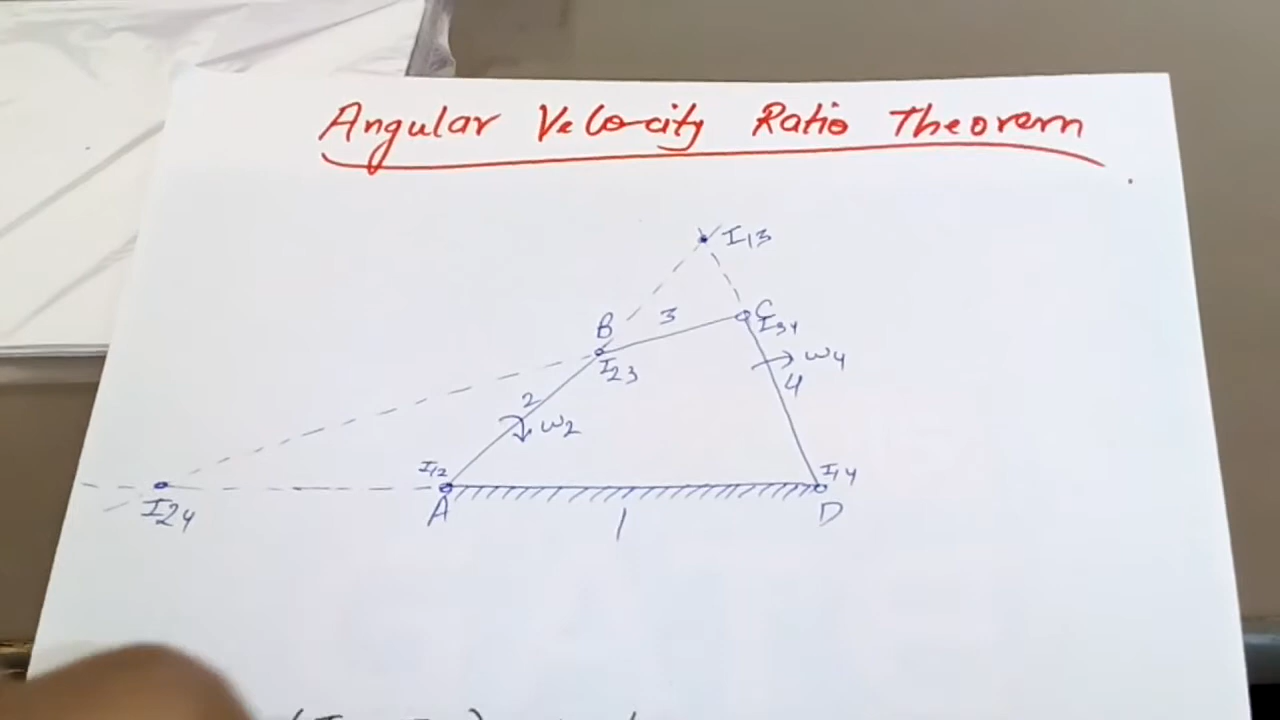 Angular Velocity Ratio Theorem
I13
B 3 C
I34
I23
ω4
2 4
ω2
I12 I14
I24 A D
1